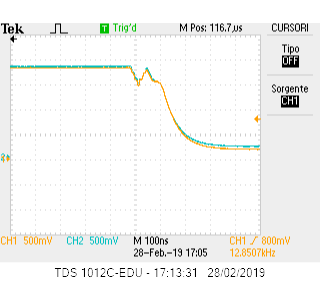 Tek Trig'd M Pos: 116.7µs CURSORI
Tipo
OFF
Sorgente
CH1
2
CH1 500mV CH2 500mV M 100ns CH1 / 800mV
28-Feb.-19 17:05 12.8507kHz
TDS 1012C-EDU - 17:13:31 28/02/2019